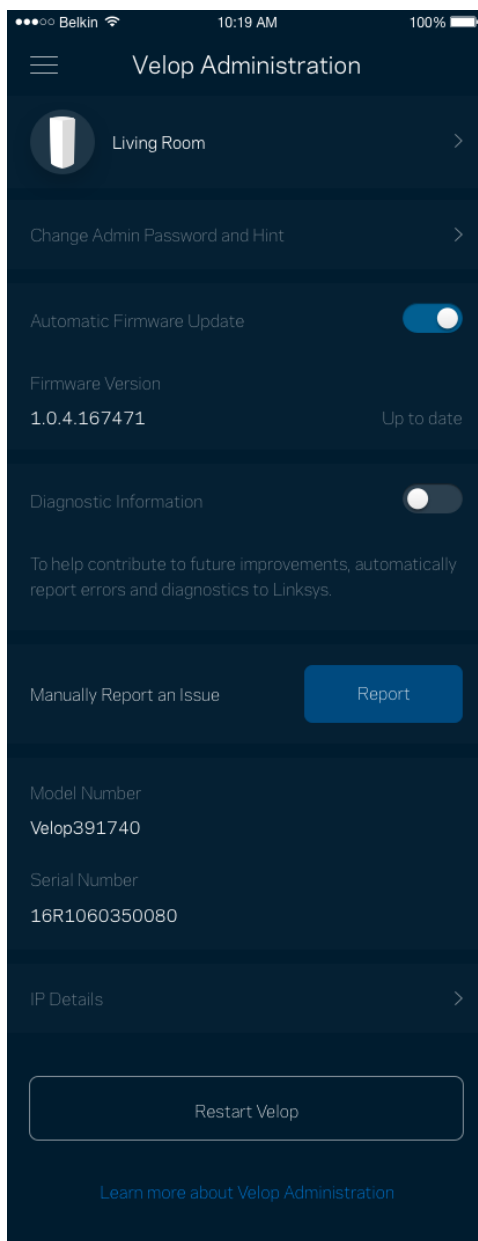 Belkin 10:19 AM 100%
Velop Administration
Living Room
Change Admin Password and Hint
Automatic Firmware Update
Firmware Version
1.0.4.167471 Up to date
Diagnostic Information
To help contribute to future improvements, automatically
report errors and diagnostics to Linksys.
Manually Report an Issue Report
Model Number
Velop391740
Serial Number
16R1060350080
IP Details
Restart Velop
Learn more about Velop Administration